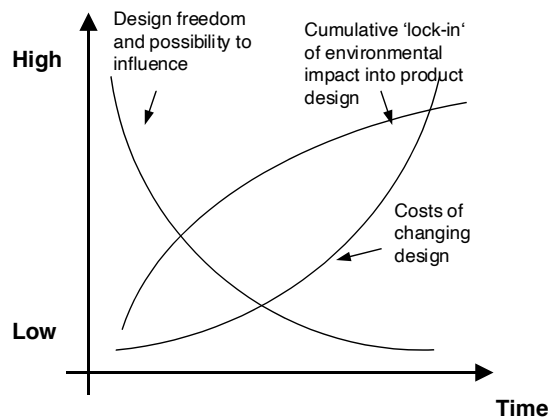 Design freedom
and possibility to
influence
High
Cumulative ‘lock-in‘
of environmental
impact into product
design
Costs of
changing
design
Low
Time